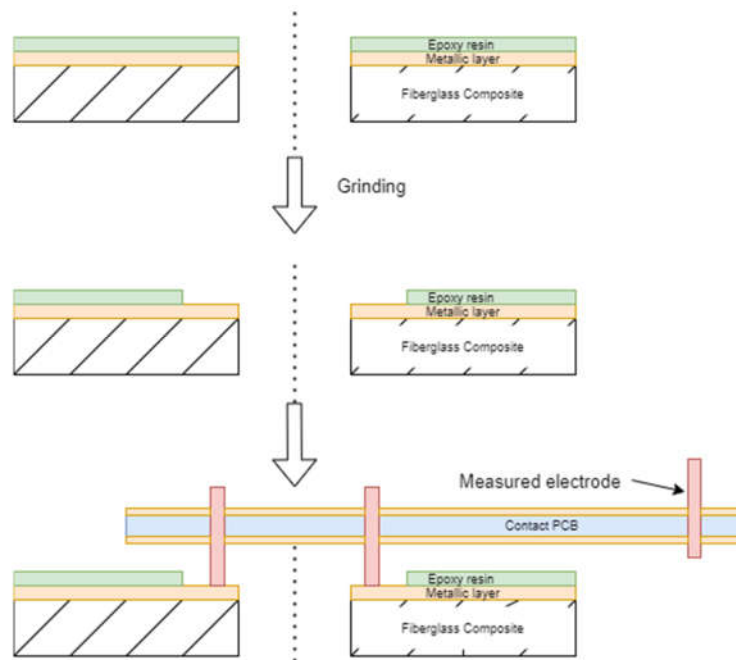 Epoxy resin
Metallic layer
Fiberglass Composite
Grinding
Epoxy resin
Metallic layer
Fiberglass Composite
Measured electrode
Contact PCB
Epoxy resin
Metallic layer
Fiberglass Composite